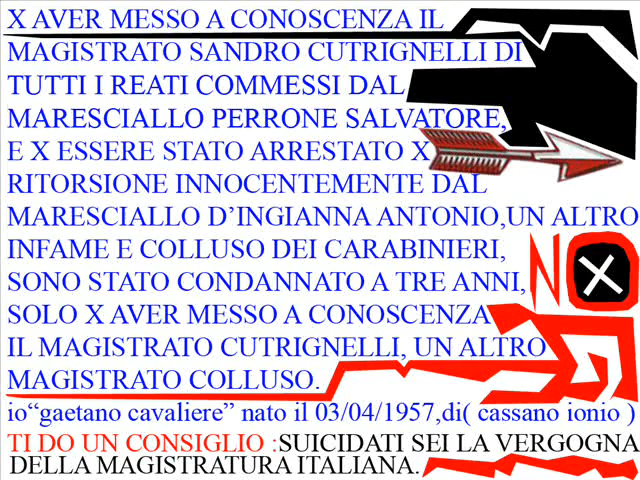 X AVER MESSO A CONOSCENZA IL
MAGISTRATO SANDRO CUTRIGNELLI DI
TUTTI I REATI COMMESSI DAL
MARESCIALLO PERRONE SALVATORE,
E X ESSERE STATO ARRESTATO X
RITORSIONE INNOCENTEMENTE DAL
MARESCIALLO D’INGIANNA ANTONIO,UN ALTRO
INFAME E COLLUSO DEI CARABINIERI,
SONO STATO CONDANNATO A TRE ANNI,
NO X
SOLO X AVER MESSO A CONOSCENZA
IL MAGISTRATO CUTRIGNELLI, UN ALTRO
MAGISTRATO COLLUSO.
io“gaetano cavaliere” nato il 03/04/1957,di( cassano ionio )
TI DO UN CONSIGLIO :SUICIDATI SEI LA VERGOGNA
DELLA MAGISTRATURA ITALIANA.